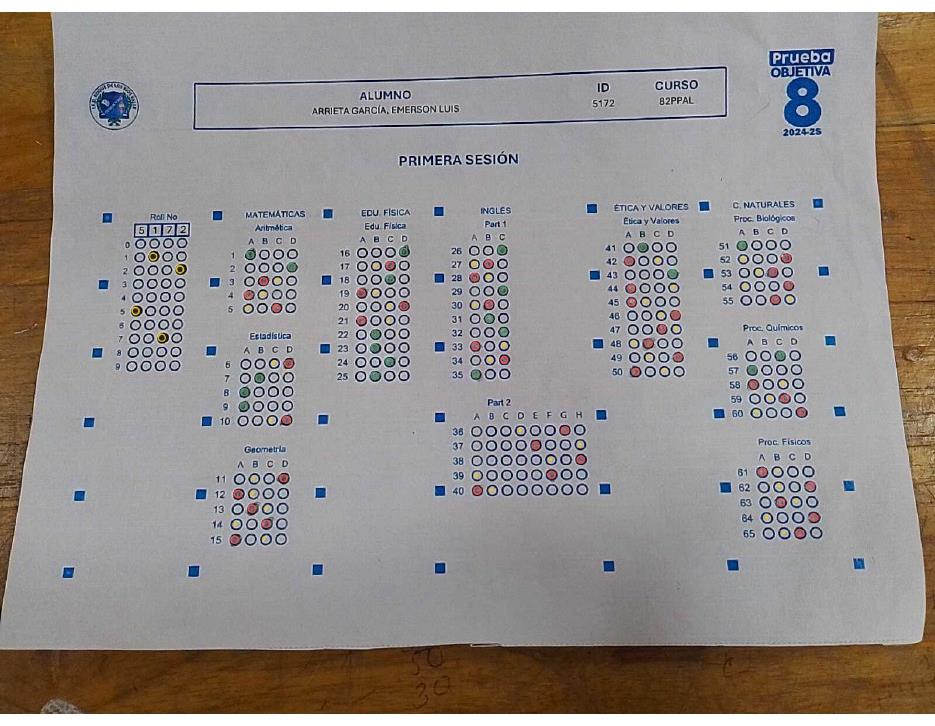 Prueba
OBJETIVA
8
2024-25
ALUMNO
ARRIETA GARCÍA, EMERSON LUIS
ID
5172
CURSO
82PPAL
PRIMERA SESIÓN
Roll No
5 1 7 2
0
1
2
3
4
5
6
7
8
9
MATEMÁTICAS
Aritmética
A B C D
1
2
3
4
5
Estadística
A B C D
6
7
8
9
10
Geometría
A B C D
11
12
13
14
15
EDU. FÍSICA
Edu. Física
A B C D
16
17
18
19
20
21
22
23
24
25
INGLÉS
Part 1
A B C
26
27
28
29
30
31
32
33
34
35
Part 2
A B C D E F G H
36
37
38
39
40
ÉTICA Y VALORES
Ética y Valores
A B C D
41
42
43
44
45
46
47
48
49
50
C. NATURALES
Proc. Biológicos
A B C D
51
52
53
54
55
Proc. Químicos
A B C D
56
57
58
59
60
Proc. Físicos
A B C D
61
62
63
64
65
50
30